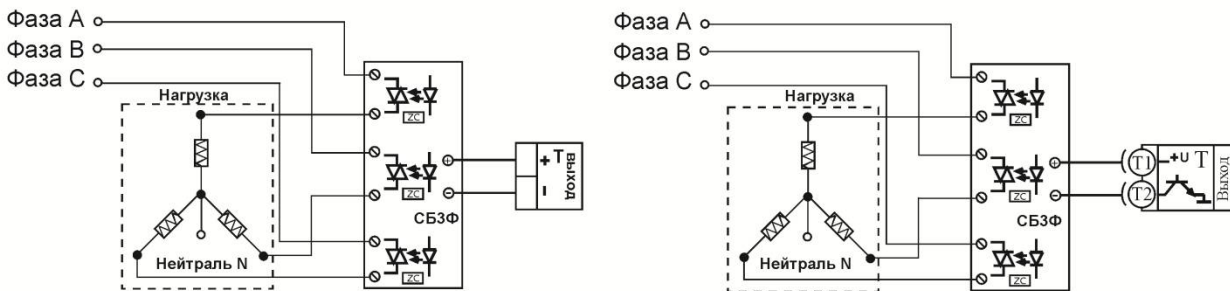 Фаза А
Фаза В
Фаза С
Нагрузка
ZC
ZC
ZC
+ Т
-
ВЫХОД
+
-
СБ3Ф
Нейтраль N
Фаза А
Фаза В
Фаза С
Нагрузка
ZC
ZC
ZC
+
-
T1
T2
+U T
Выход
СБ3Ф
Нейтраль N